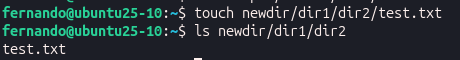 fernando@ubuntu25-10:~$ touch newdir/dir1/dir2/test.txt
fernando@ubuntu25-10:~$ ls newdir/dir1/dir2
test.txt